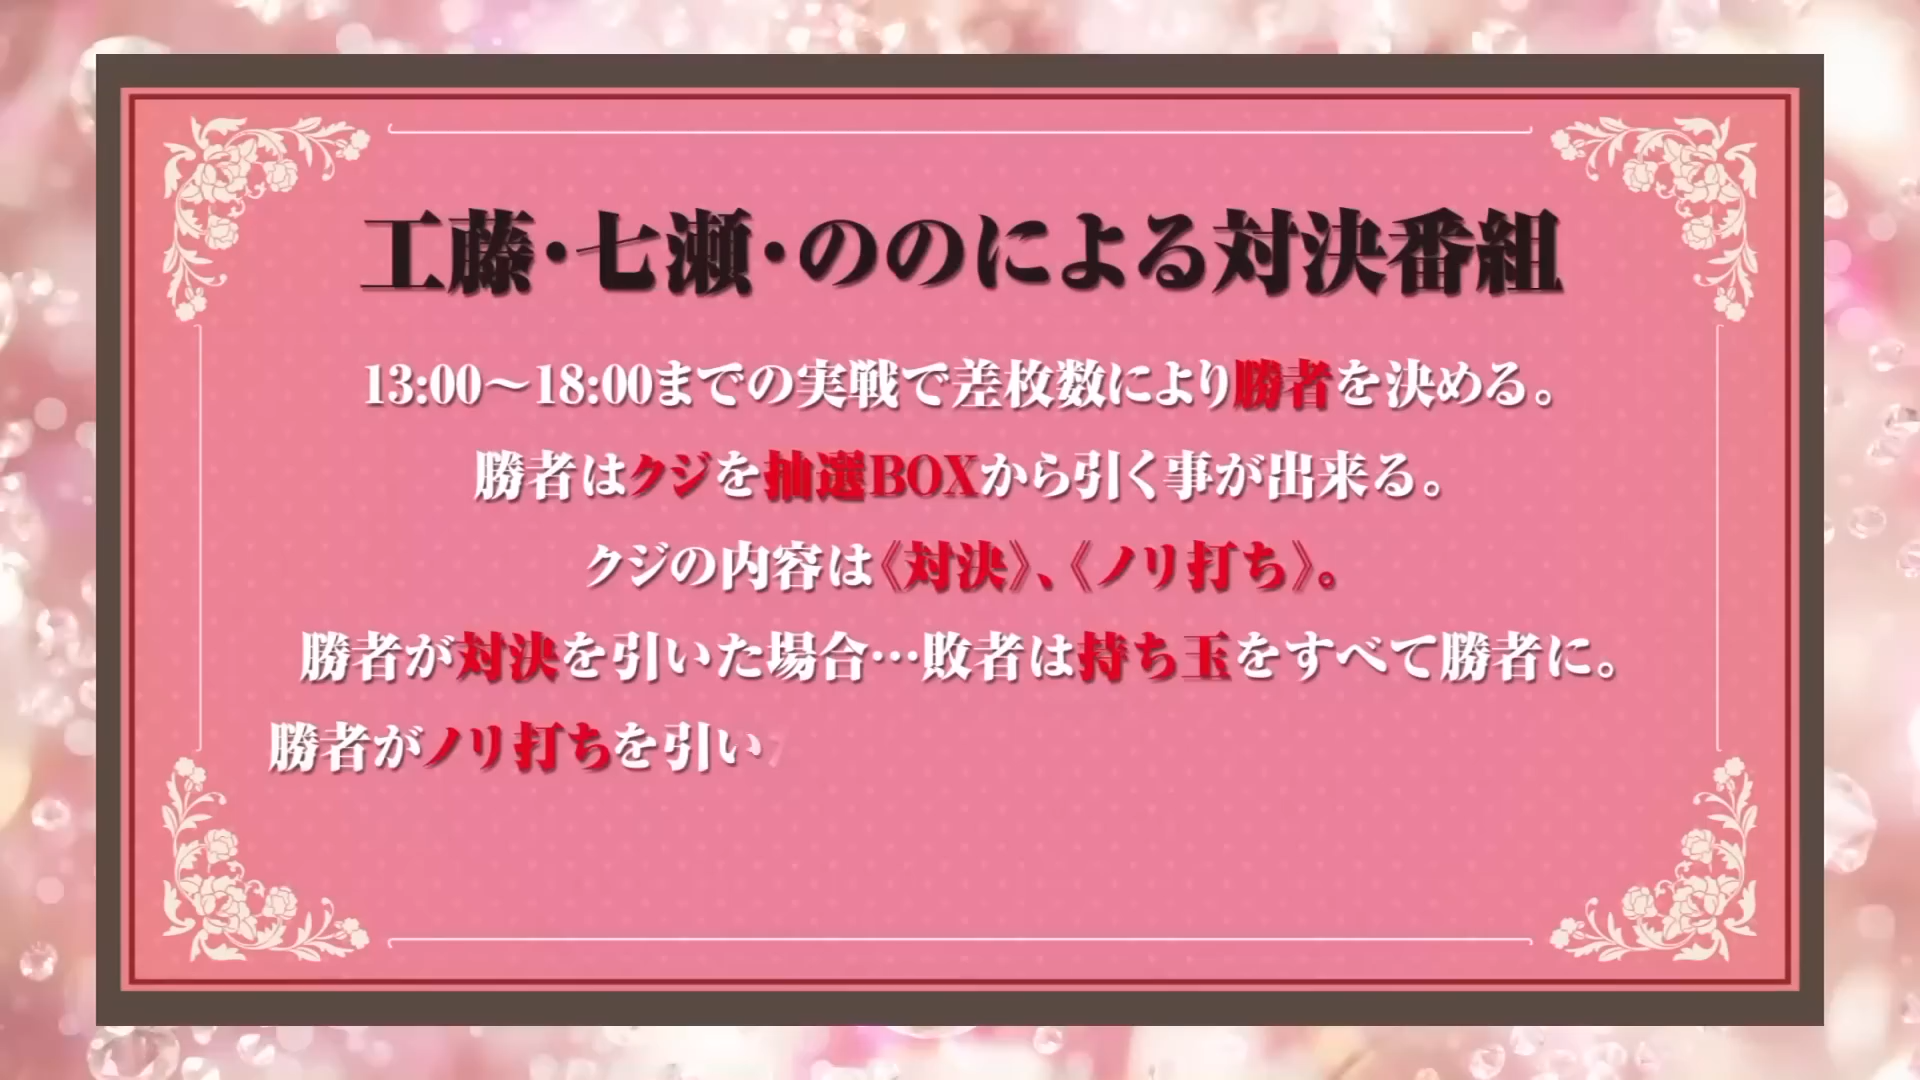 工藤・七瀬・ののによる対決番組
13:00～18:00までの実戦で差枚数により勝者を決める。
勝者はクジを抽選BOXから引く事が出来る。
クジの内容は《対決》、《ノリ打ち》。
勝者が対決を引いた場合…敗者は持ち玉をすべて勝者に。
勝者がノリ打ちを引い